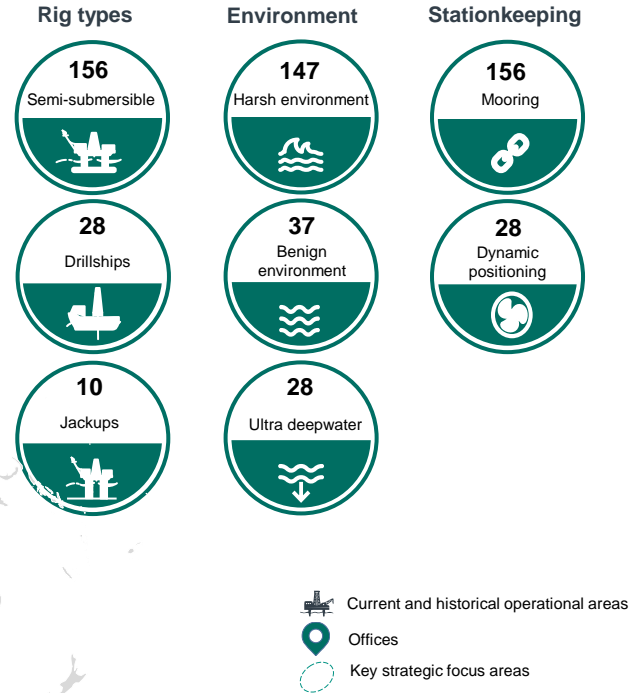 Rig types
Environment
Stationkeeping
156
Semi-submersible
147
Harsh environment
156
Mooring
28
Drillships
37
Benign
environment
28
Dynamic
positioning
10
Jackups
28
Ultra deepwater
Current and historical operational areas
Offices
Key strategic focus areas